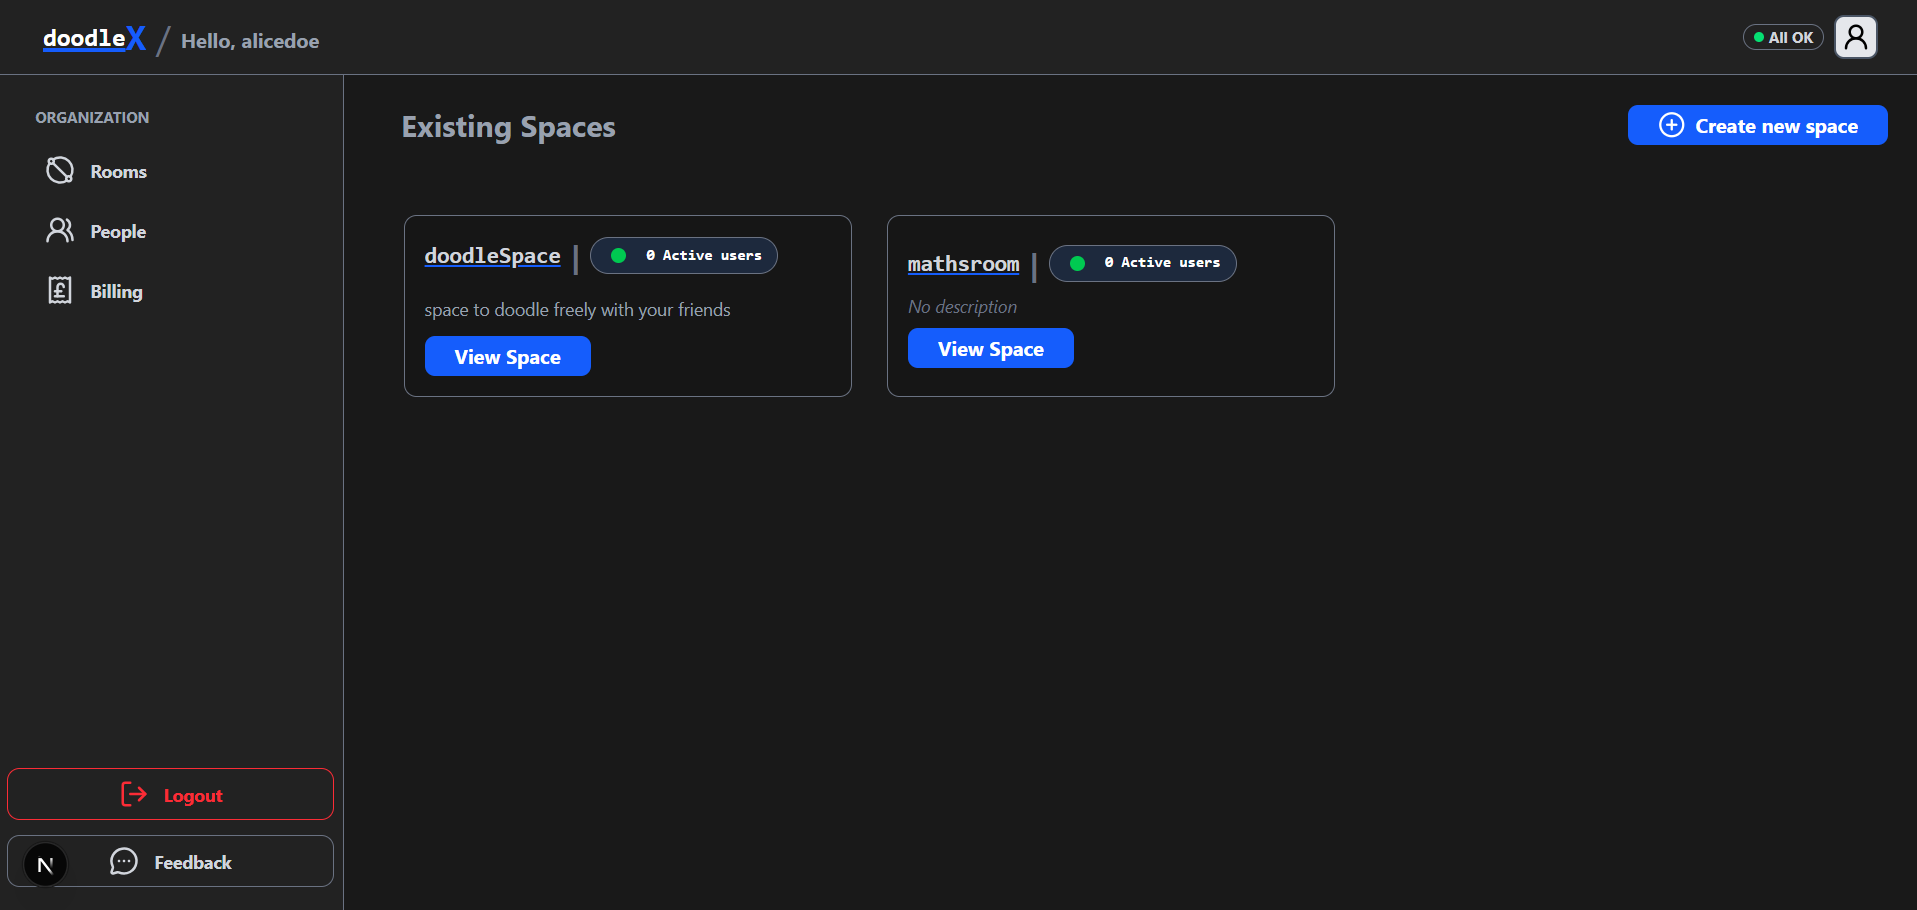 doodleX / Hello, alicedoe
All OK
ORGANIZATION
Rooms
People
Billing
Logout
N
Feedback
Existing Spaces
Create new space
doodleSpace | 0 Active users
space to doodle freely with your friends
View Space
mathsroom | 0 Active users
No description
View Space